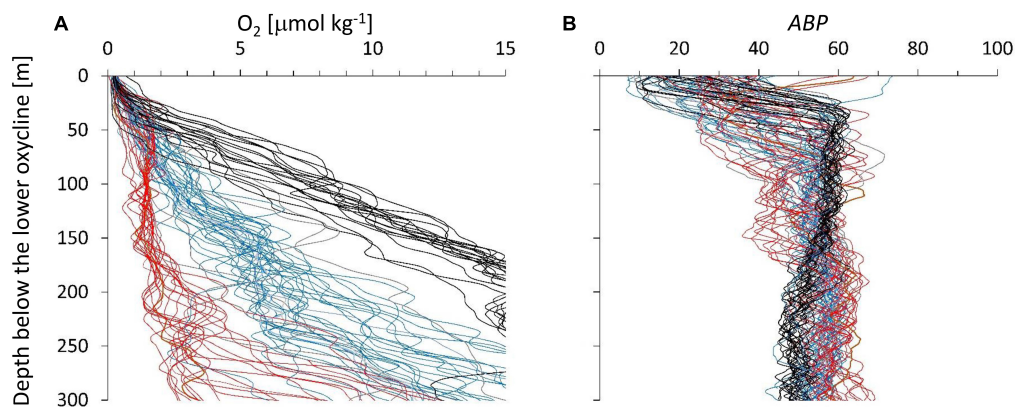 A
O₂ [µmol kg⁻¹]
0 5 10 15
Depth below the lower oxycline [m]
0
50
100
150
200
250
300
B
ABP
0 20 40 60 80 100